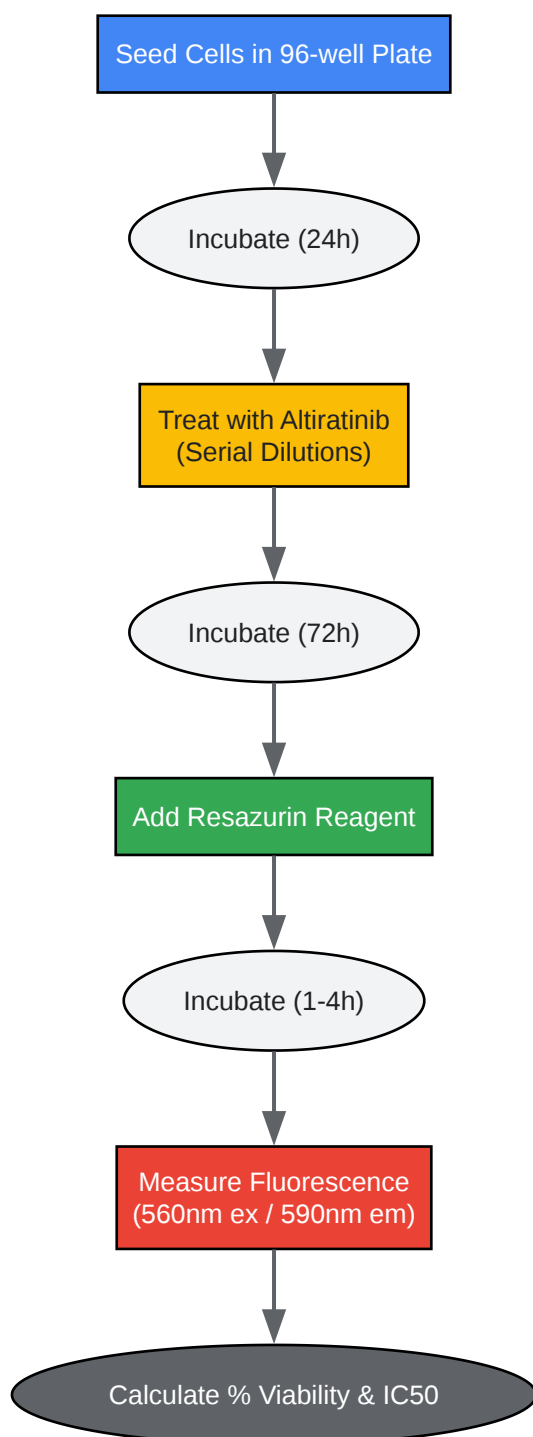 Seed Cells in 96-well Plate
Incubate (24h)
Treat with Altiratinib
(Serial Dilutions)
Incubate (72h)
Add Resazurin Reagent
Incubate (1-4h)
Measure Fluorescence
(560nm ex / 590nm em)
Calculate % Viability & IC50